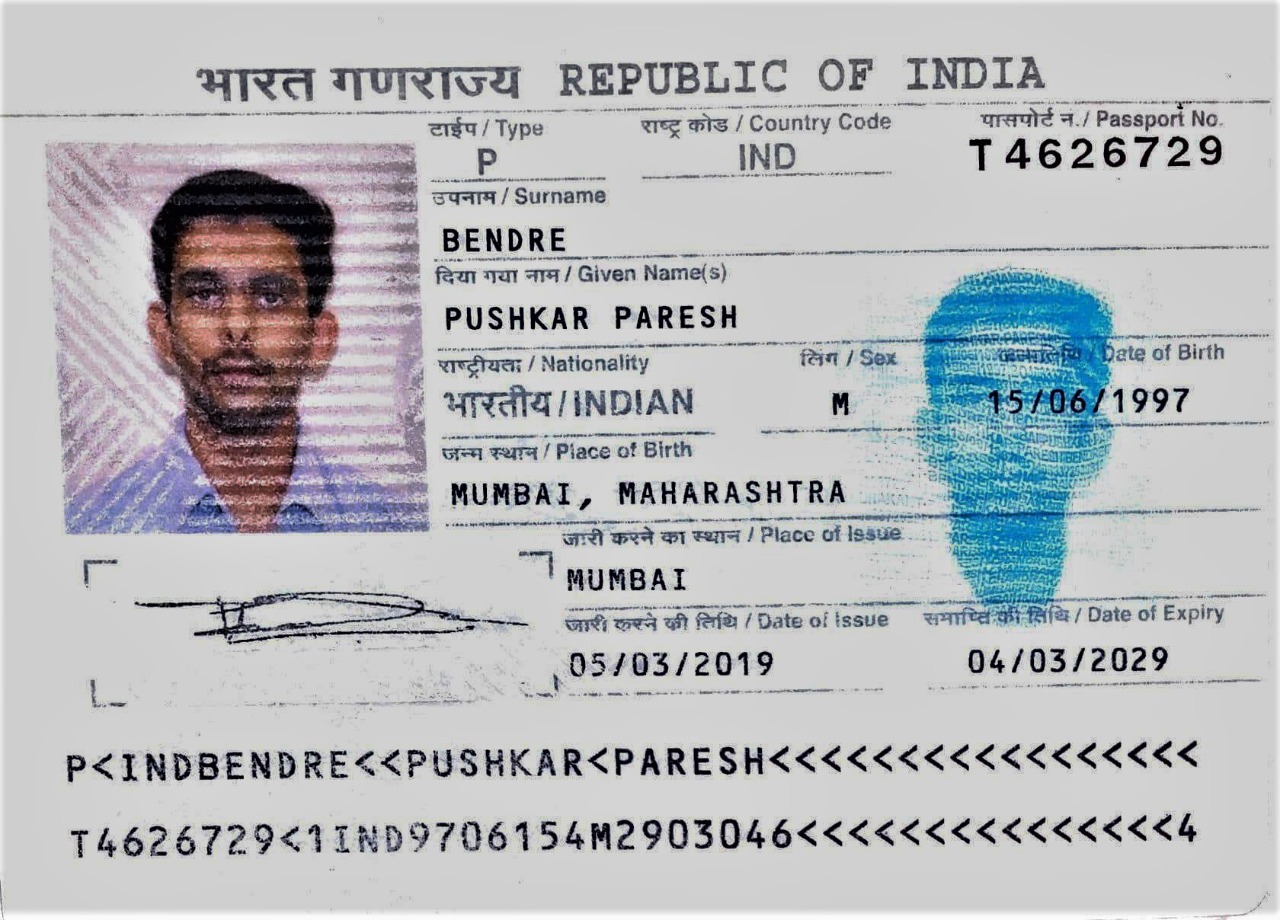 भारत गणराज्य REPUBLIC OF INDIA
टाईप / Type राष्ट्र कोड / Country Code पासपोर्ट न. / Passport No.
P IND T4626729
उपनाम / Surname
BENDRE
दिया गया नाम / Given Name(s)
PUSHKAR PARESH
राष्ट्रीयता / Nationality लिंग / Sex जन्मतिथि / Date of Birth
भारतीय / INDIAN M 15/06/1997
जन्म स्थान / Place of Birth
MUMBAI, MAHARASHTRA
जारी करने का स्थान / Place of Issue
MUMBAI
जारी करने की तिथि / Date of Issue समाप्ति की तिथि / Date of Expiry
05/03/2019 04/03/2029
P<INDBENDRE<<PUSHKAR<PARESH<<<<<<<<<<<<<<<<<
T4626729<1IND9706154M2903046<<<<<<<<<<<<<<<4